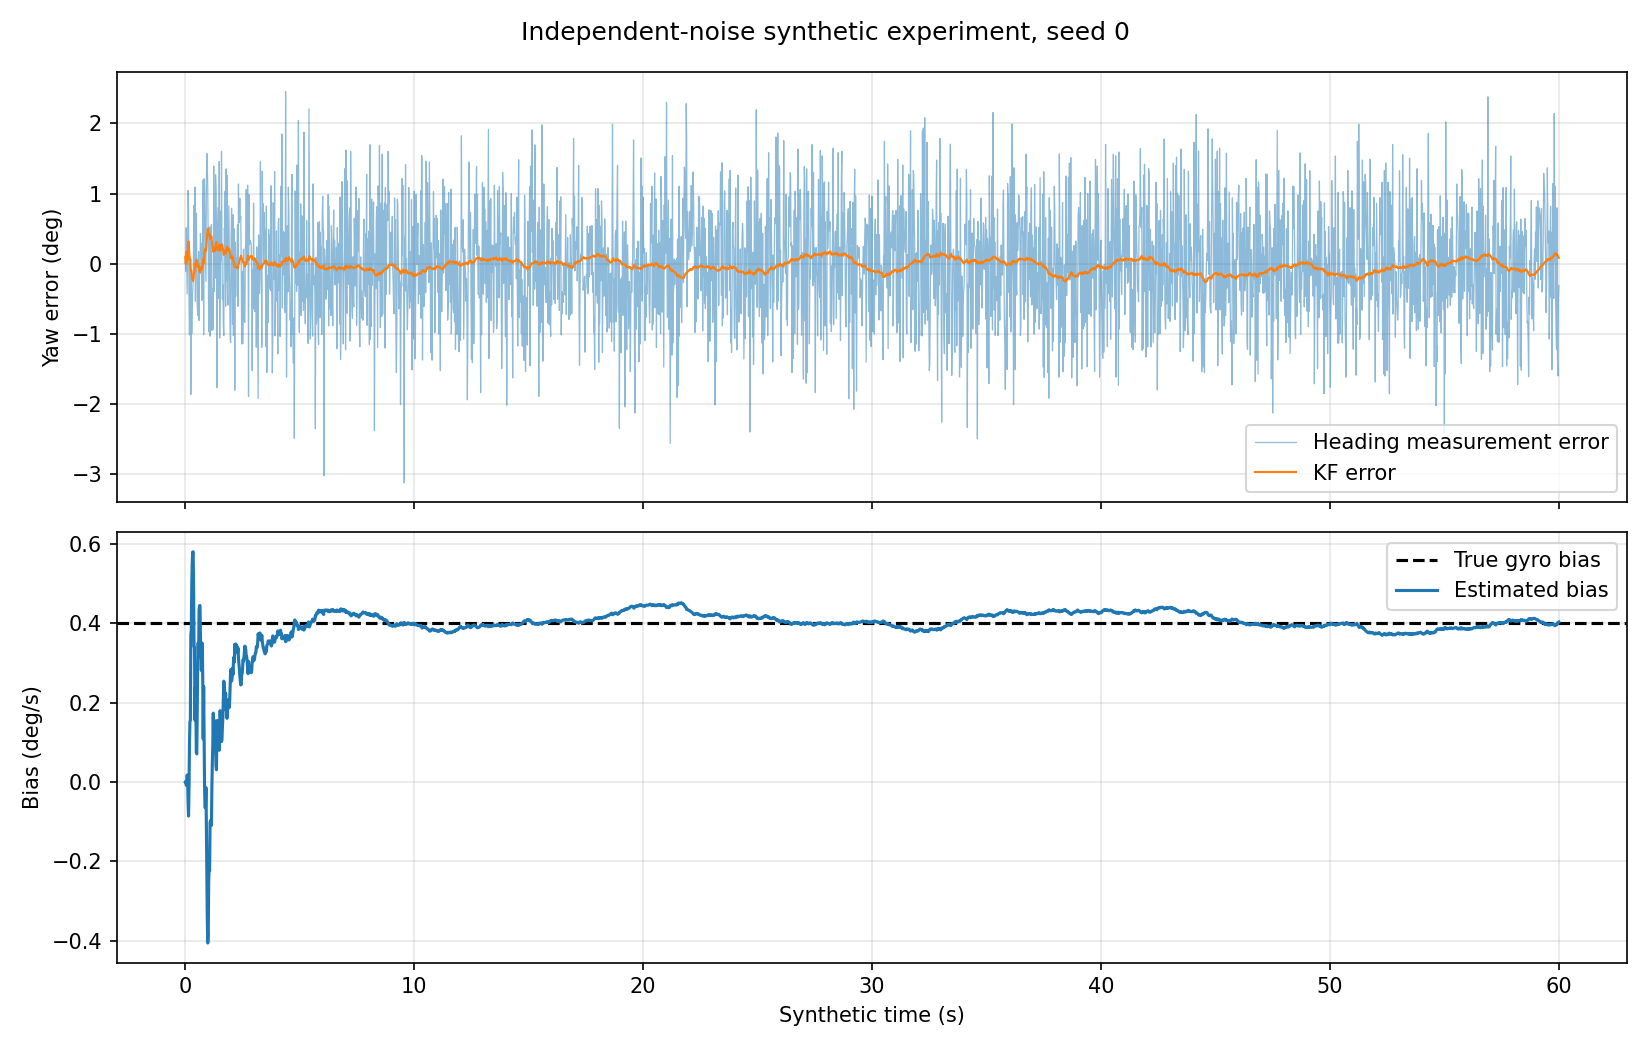 Independent-noise synthetic experiment, seed 0
Yaw error (deg)
2
1
0
−1
−2
−3
Heading measurement error
KF error
Bias (deg/s)
0.6
0.4
0.2
0.0
−0.2
−0.4
True gyro bias
Estimated bias
0 10 20 30 40 50 60
Synthetic time (s)